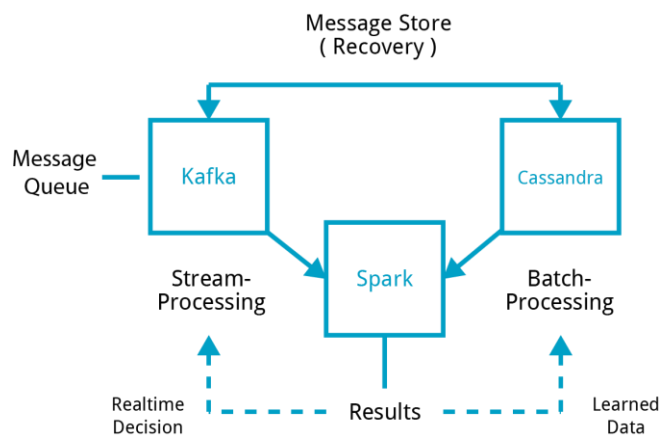 Message Store
( Recovery )
Message
Queue
Kafka
Cassandra
Stream-
Processing
Spark
Batch-
Processing
Realtime
Decision
Results
Learned
Data